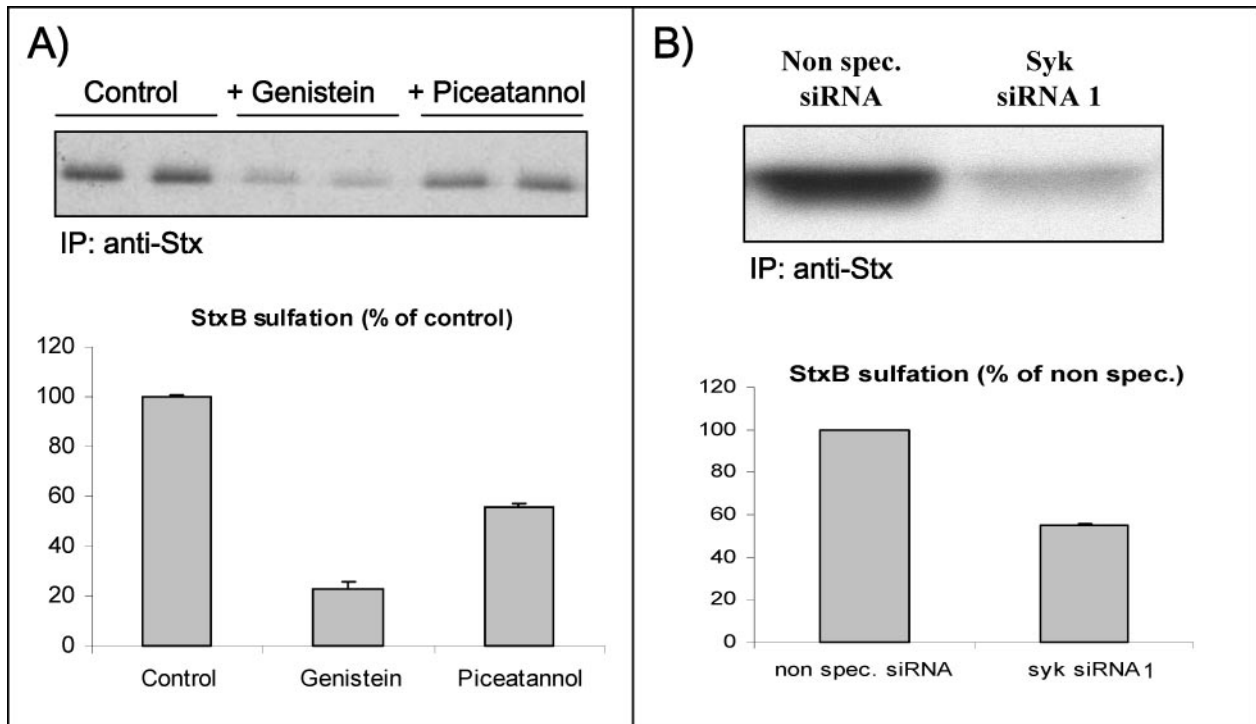 A)
Control + Genistein + Piceatannol
IP: anti-Stx
StxB sulfation (% of control)
120
100
80
60
40
20
0
Control Genistein Piceatannol
B)
Non spec. Syk
siRNA siRNA 1
IP: anti-Stx
StxB sulfation (% of non spec.)
120
100
80
60
40
20
0
non spec. siRNA syk siRNA1